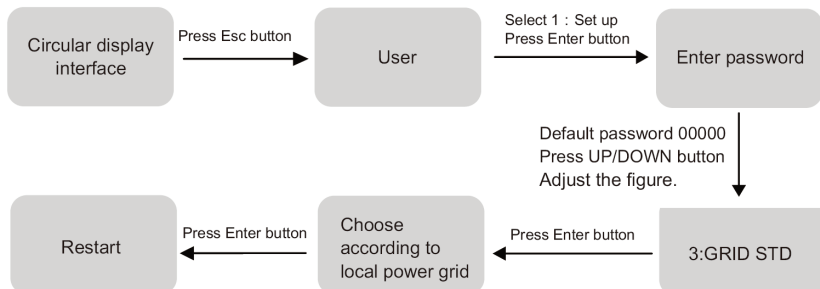 Circular display
interface
Press Esc button
User
Select 1 : Set up
Press Enter button
Enter password
Default password 00000
Press UP/DOWN button
Adjust the figure.
3:GRID STD
Press Enter button
Choose
according to
local power grid
Press Enter button
Restart